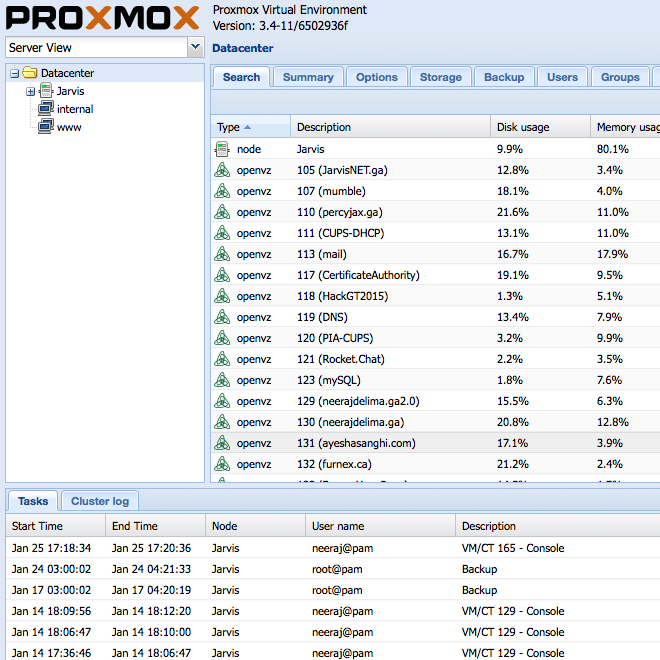 PROXMOX Proxmox Virtual Environment
Version: 3.4-11/6502936f
Server View
Datacenter
Datacenter
Jarvis
internal
www
Search Summary Options Storage Backup Users Groups
Type Description Disk usage Memory usag
node Jarvis 9.9% 80.1%
openvz 105 (JarvisNET.ga) 12.8% 3.4%
openvz 107 (mumble) 18.1% 4.0%
openvz 110 (percyjax.ga) 21.6% 11.0%
openvz 111 (CUPS-DHCP) 13.1% 11.0%
openvz 113 (mail) 16.7% 17.9%
openvz 117 (CertificateAuthority) 19.1% 9.5%
openvz 118 (HackGT2015) 1.3% 5.1%
openvz 119 (DNS) 13.4% 7.9%
openvz 120 (PIA-CUPS) 3.2% 9.9%
openvz 121 (Rocket.Chat) 2.2% 3.5%
openvz 123 (mySQL) 1.8% 7.6%
openvz 129 (neerajdelima.ga2.0) 15.5% 6.3%
openvz 130 (neerajdelima.ga) 20.8% 12.8%
openvz 131 (ayeshasanghi.com) 17.1% 3.9%
openvz 132 (furnex.ca) 21.2% 2.4%
Tasks Cluster log
Start Time End Time Node User name Description
Jan 25 17:18:34 Jan 25 17:20:36 Jarvis neeraj@pam VM/CT 165 - Console
Jan 24 03:00:02 Jan 24 04:21:33 Jarvis root@pam Backup
Jan 17 03:00:02 Jan 17 04:20:19 Jarvis root@pam Backup
Jan 14 18:09:56 Jan 14 18:12:20 Jarvis neeraj@pam VM/CT 129 - Console
Jan 14 18:06:47 Jan 14 18:10:00 Jarvis neeraj@pam VM/CT 129 - Console
Jan 14 17:36:46 Jan 14 18:06:47 Jarvis neeraj@pam VM/CT 129 - Console